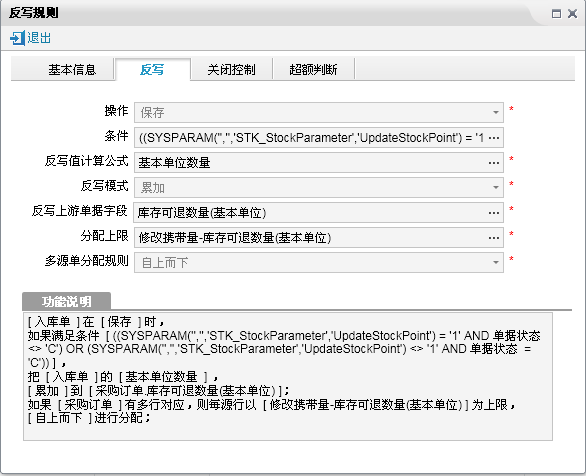 反写规则
退出
基本信息 反写 关闭控制 超额判断
操作 保存 *
条件 ((SYSPARAM('','','STK_StockParameter','UpdateStockPoint') = '1 ...
反写值计算公式 基本单位数量 ... *
反写模式 累加 *
反写上游单据字段 库存可退数量(基本单位) ... *
分配上限 修改携带量-库存可退数量(基本单位) ... *
多源单分配规则 自上而下 *
功能说明
[ 入库单 ] 在 [ 保存 ] 时，
如果满足条件 [ ((SYSPARAM('','','STK_StockParameter','UpdateStockPoint') = '1' AND 单据状态
<> 'C') OR (SYSPARAM('','','STK_StockParameter','UpdateStockPoint') <> '1' AND 单据状态 =
'C')) ] ，
把 [ 入库单 ] 的 [ 基本单位数量 ] ，
[ 累加 ] 到 [ 采购订单.库存可退数量(基本单位) ]；
如果 [ 采购订单 ] 有多行对应，则每源行以 [ 修改携带量-库存可退数量(基本单位) ] 为上限，
[ 自上而下 ] 进行分配；